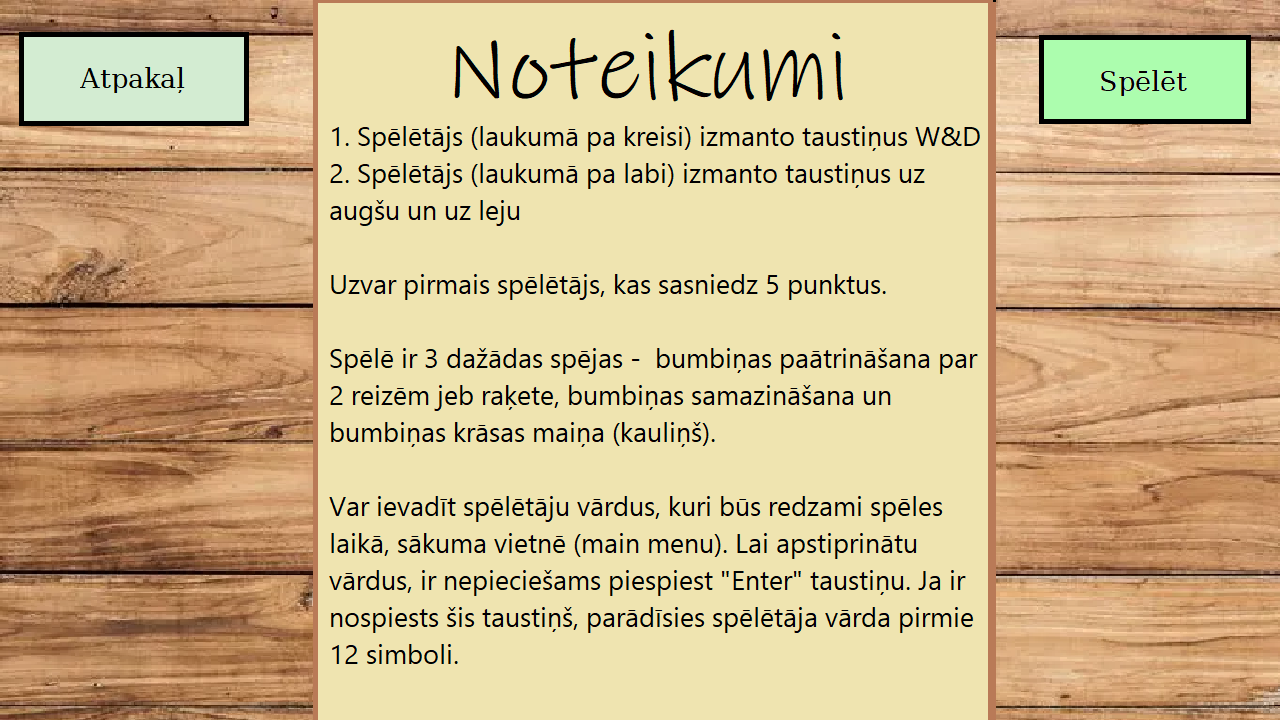 Atpakaļ
Noteikumi
Spēlēt
1. Spēlētājs (laukumā pa kreisi) izmanto taustiņus W&D
2. Spēlētājs (laukumā pa labi) izmanto taustiņus uz
augšu un uz leju
Uzvar pirmais spēlētājs, kas sasniedz 5 punktus.
Spēlē ir 3 dažādas spējas -  bumbiņas paātrināšana par
2 reizēm jeb raķete, bumbiņas samazināšana un
bumbiņas krāsas maiņa (kauliņš).
Var ievadīt spēlētāju vārdus, kuri būs redzami spēles
laikā, sākuma vietnē (main menu). Lai apstiprinātu
vārdus, ir nepieciešams piespiest "Enter" taustiņu. Ja ir
nospiests šis taustiņš, parādīsies spēlētāja vārda pirmie
12 simboli.